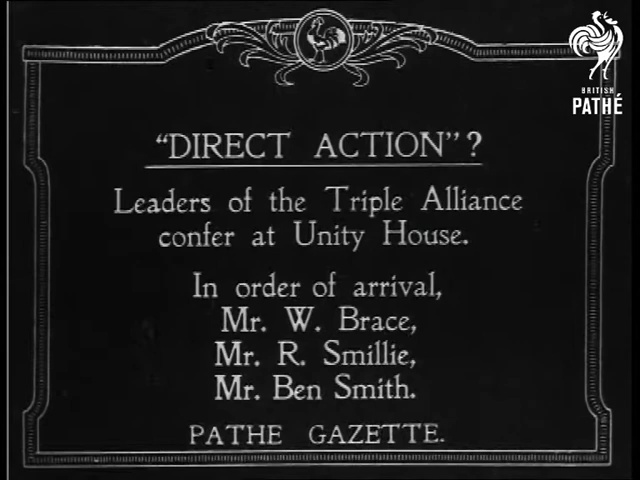 BRITISH
PATHÉ
"DIRECT ACTION"?
Leaders of the Triple Alliance
confer at Unity House.
In order of arrival,
Mr. W. Brace,
Mr. R. Smillie,
Mr. Ben Smith.
PATHE GAZETTE.